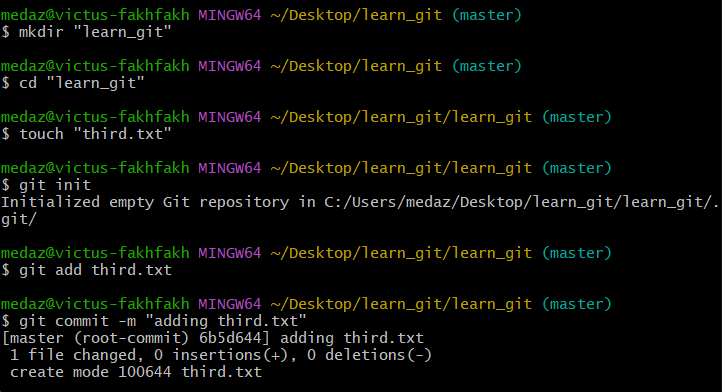 medaz@victus-fakhfakh MINGW64 ~/Desktop/learn_git (master)
$ mkdir "learn_git"
medaz@victus-fakhfakh MINGW64 ~/Desktop/learn_git (master)
$ cd "learn_git"
medaz@victus-fakhfakh MINGW64 ~/Desktop/learn_git/learn_git (master)
$ touch "third.txt"
medaz@victus-fakhfakh MINGW64 ~/Desktop/learn_git/learn_git (master)
$ git init
Initialized empty Git repository in C:/Users/medaz/Desktop/learn_git/learn_git/.
git/
medaz@victus-fakhfakh MINGW64 ~/Desktop/learn_git/learn_git (master)
$ git add third.txt
medaz@victus-fakhfakh MINGW64 ~/Desktop/learn_git/learn_git (master)
$ git commit -m "adding third.txt"
[master (root-commit) 6b5d644] adding third.txt
 1 file changed, 0 insertions(+), 0 deletions(-)
 create mode 100644 third.txt